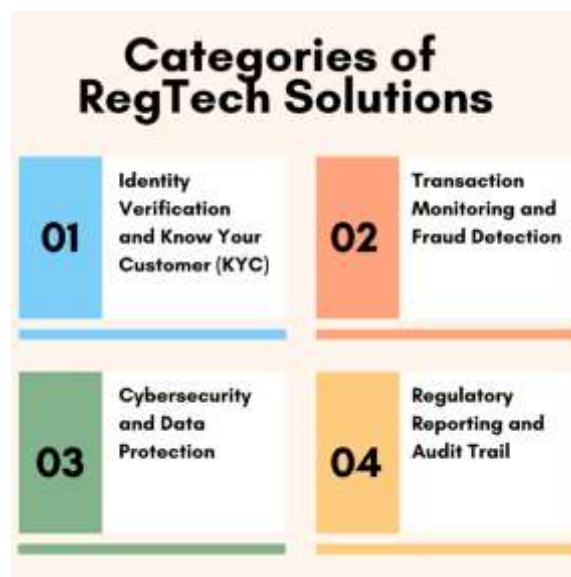 Categories of
RegTech Solutions
01
Identity
Verification
and Know Your
Customer (KYC)
02
Transaction
Monitoring and
Fraud Detection
03
Cybersecurity
and Data
Protection
04
Regulatory
Reporting and
Audit Trail